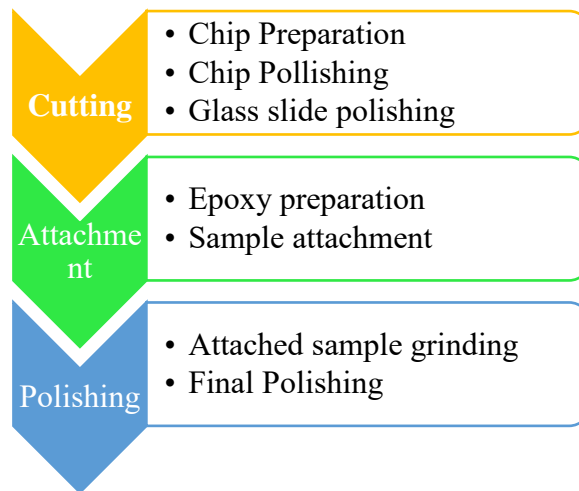 Cutting
• Chip Preparation
• Chip Pollishing
• Glass slide polishing
Attachme
nt
• Epoxy preparation
• Sample attachment
Polishing
• Attached sample grinding
• Final Polishing